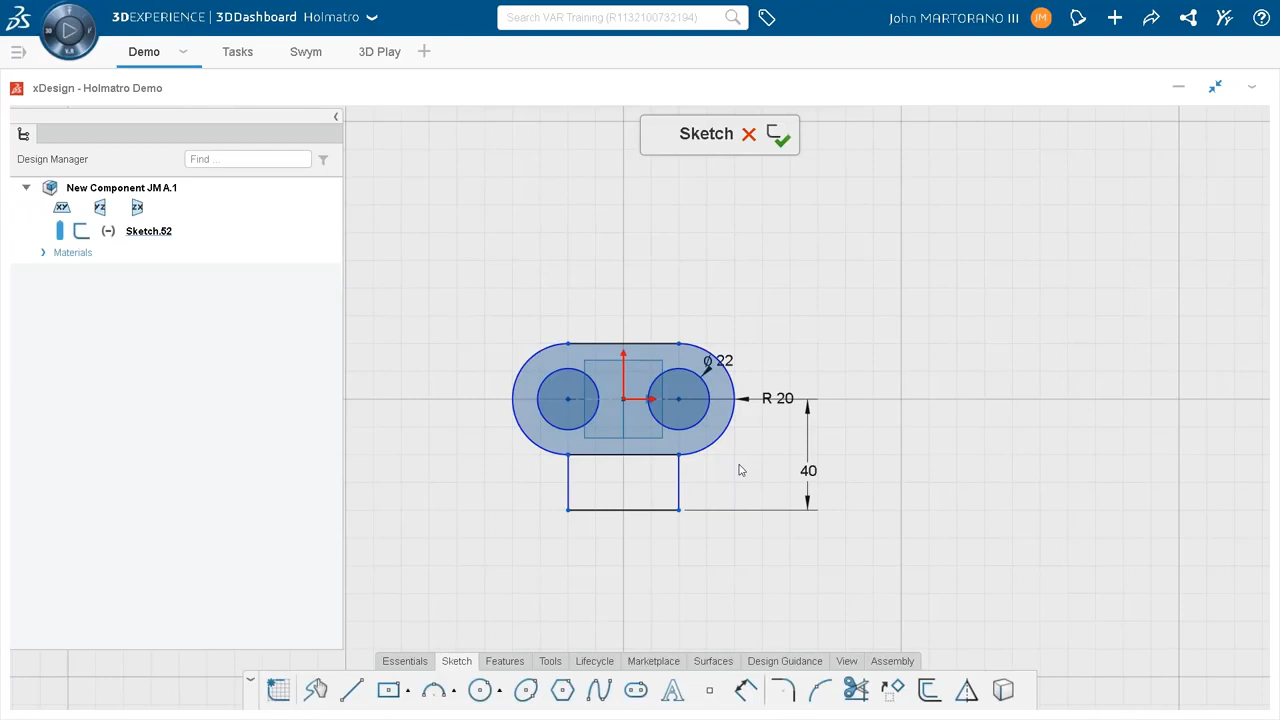 3DEXPERIENCE | 3DDashboard Holmatro
Search VAR Training (R1132100732194)
John MARTORANO III
JM
Demo
Tasks
Swym
3D Play
xDesign - Holmatro Demo
Sketch
Design Manager
Find ...
New Component JM A.1
XY
YZ
ZX
(-)
Sketch.52
Materials
Ø 22
R 20
40
Essentials
Sketch
Features
Tools
Lifecycle
Marketplace
Surfaces
Design Guidance
View
Assembly